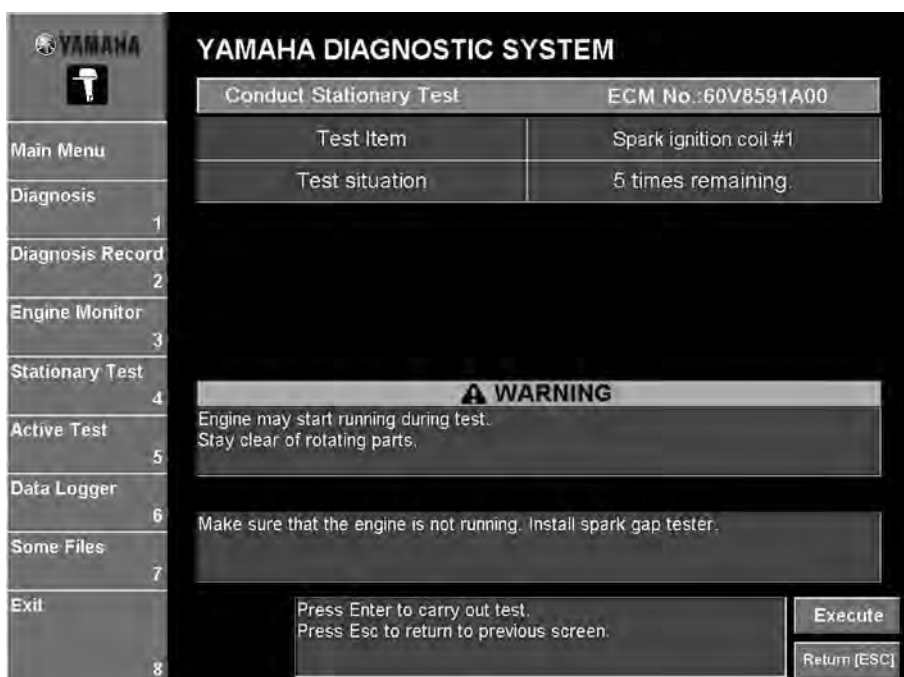 YAMAHA
YAMAHA DIAGNOSTIC SYSTEM
Conduct Stationary Test ECM No.:60V8591A00
Test Item Spark ignition coil #1
Test situation 5 times remaining.
Main Menu
Diagnosis
1
Diagnosis Record
2
Engine Monitor
3
Stationary Test
4
Active Test
5
Data Logger
6
Some Files
7
Exit
8
WARNING
Engine may start running during test.
Stay clear of rotating parts.
Make sure that the engine is not running. Install spark gap tester.
Press Enter to carry out test.
Press Esc to return to previous screen.
Execute
Return [ESC]